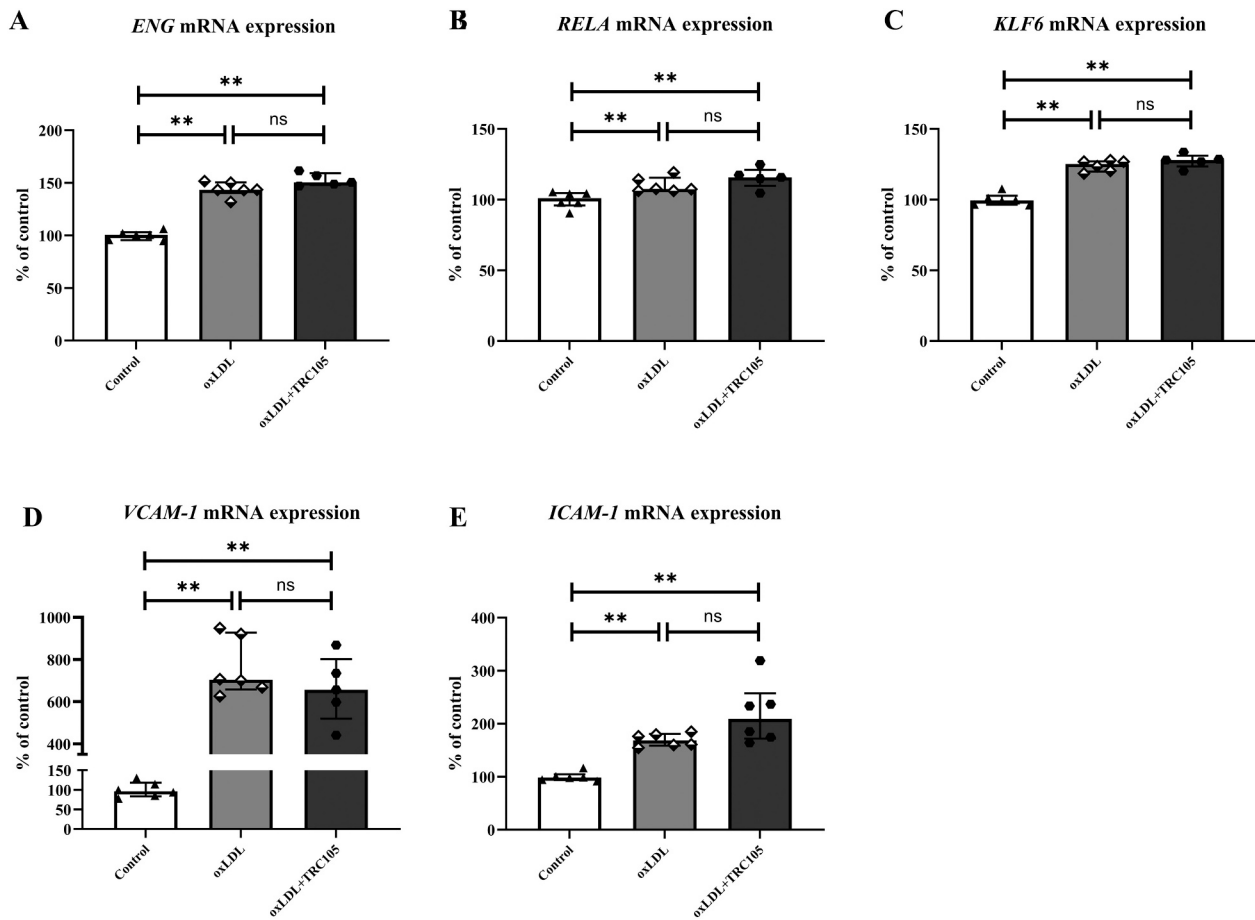 A
ENG mRNA expression
**
**
ns
% of control
200
150
100
50
0
Control
oxLDL
oxLDL+TRC105
B
RELA mRNA expression
**
**
ns
% of control
150
100
50
0
Control
oxLDL
oxLDL+TRC105
C
KLF6 mRNA expression
**
**
ns
% of control
150
100
50
0
Control
oxLDL
oxLDL+TRC105
D
VCAM-1 mRNA expression
**
**
ns
% of control
1000
800
600
400
150
100
50
0
Control
oxLDL
oxLDL+TRC105
E
ICAM-1 mRNA expression
**
**
ns
% of control
400
300
200
100
0
Control
oxLDL
oxLDL+TRC105